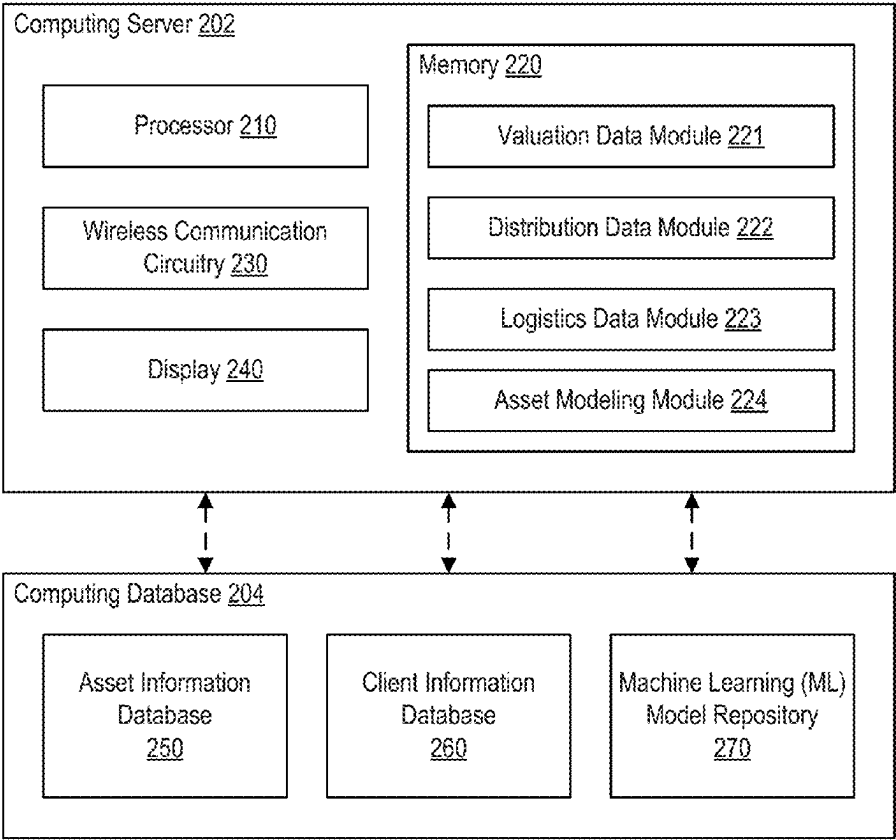 Computing Server 202
Processor 210
Wireless Communication
Circuitry 230
Display 240
Memory 220
Valuation Data Module 221
Distribution Data Module 222
Logistics Data Module 223
Asset Modeling Module 224
Computing Database 204
Asset Information
Database
250
Client Information
Database
260
Machine Learning (ML)
Model Repository
270